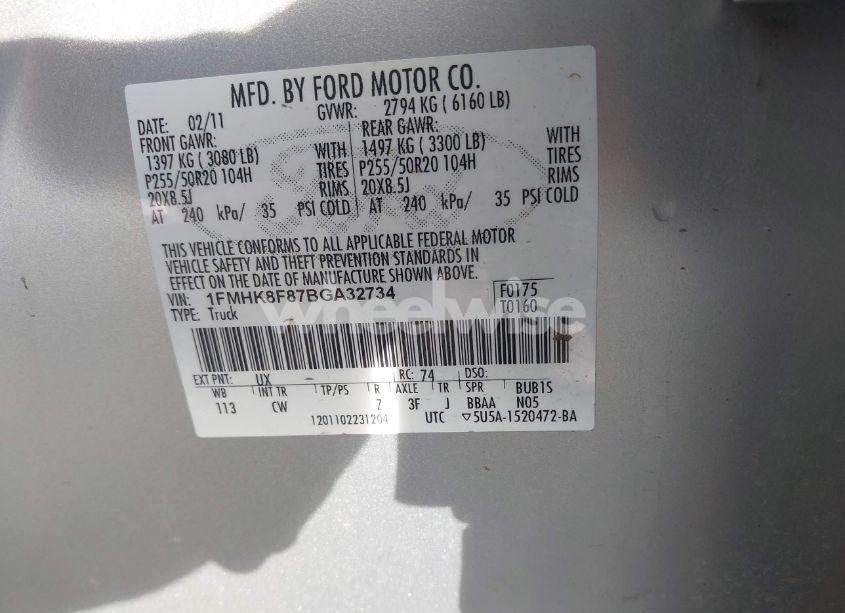 MFD. BY FORD MOTOR CO.
DATE: 02/11 GVWR: 2794 KG ( 6160 LB)
FRONT GAWR: REAR GAWR:
1397 KG ( 3080 LB) WITH 1497 KG ( 3300 LB) WITH
P255/50R20 104H TIRES P255/50R20 104H TIRES
20X8.5J RIMS 20X8.5J RIMS
AT 240 kPa/ 35 PSI COLD AT 240 kPa/ 35 PSI COLD
THIS VEHICLE CONFORMS TO ALL APPLICABLE FEDERAL MOTOR
VEHICLE SAFETY AND THEFT PREVENTION STANDARDS IN
EFFECT ON THE DATE OF MANUFACTURE SHOWN ABOVE.
VIN: 1FMHK8F87BGA32734 F0175
TYPE: Truck T0160
wheelwise
EXT PNT: UX RC: 74 DSO:
WB INT TR TP/PS R AXLE TR SPR BUB1S
113 CW Z 3F J BBAA N05
1201102231204 UTC ▽5U5A-1520472-BA